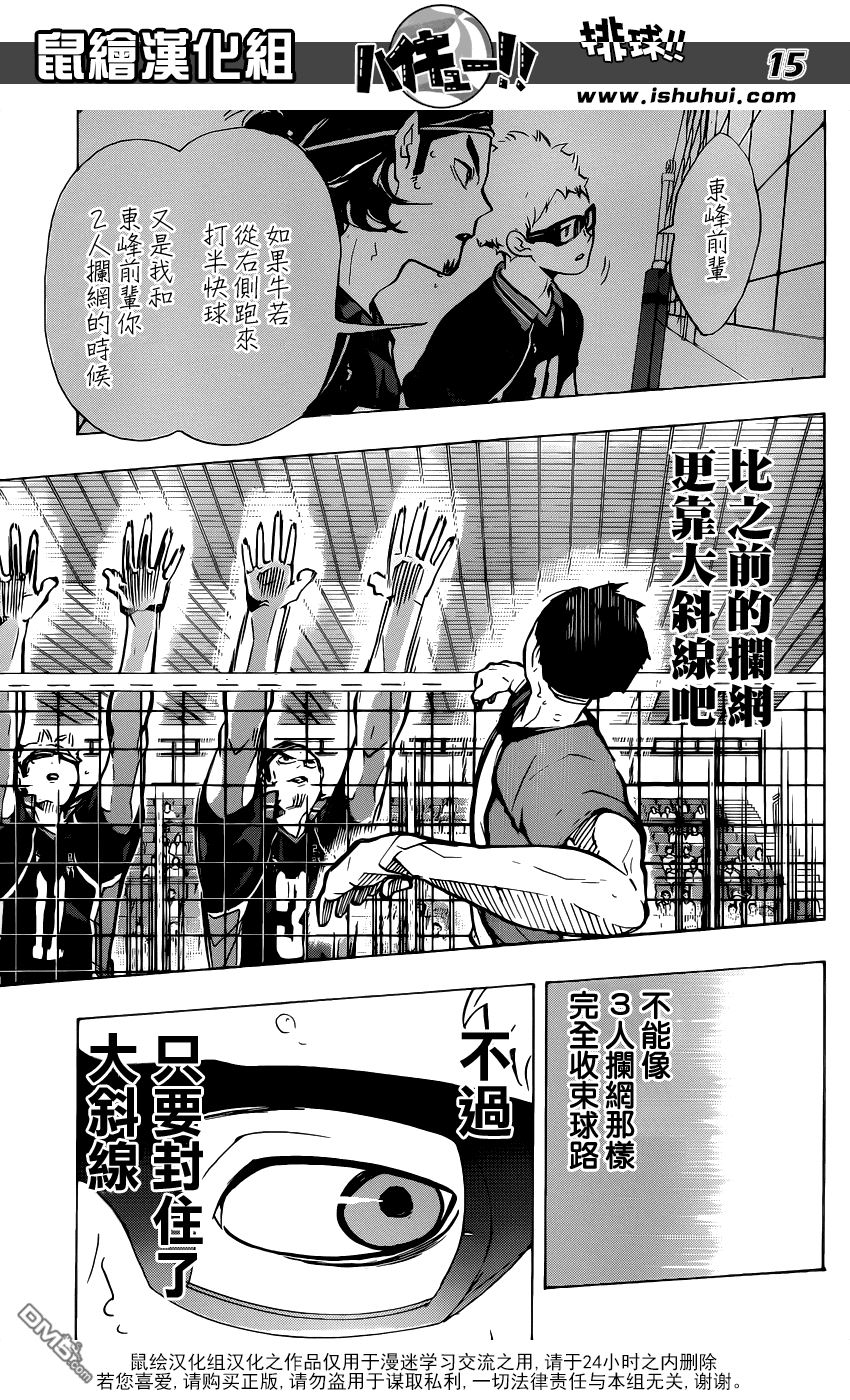 鼠繪漢化組
ハイキュー!!
排球!!
15
www.ishuhui.com
東峰前輩
如果牛若
從右側跑來
打半快球
又是我和
東峰前輩你
2人攔網的時候
比之前的攔網
更靠大斜線吧
不能像
3人攔網那樣
完全收束球路
不過
只要封住了
大斜線
DM5.com
鼠绘汉化组汉化之作品仅用于漫迷学习交流之用, 请于24小时之内删除
若您喜爱, 请购买正版, 请勿盗用于谋取私利, 一切法律责任与本组无关, 谢谢。